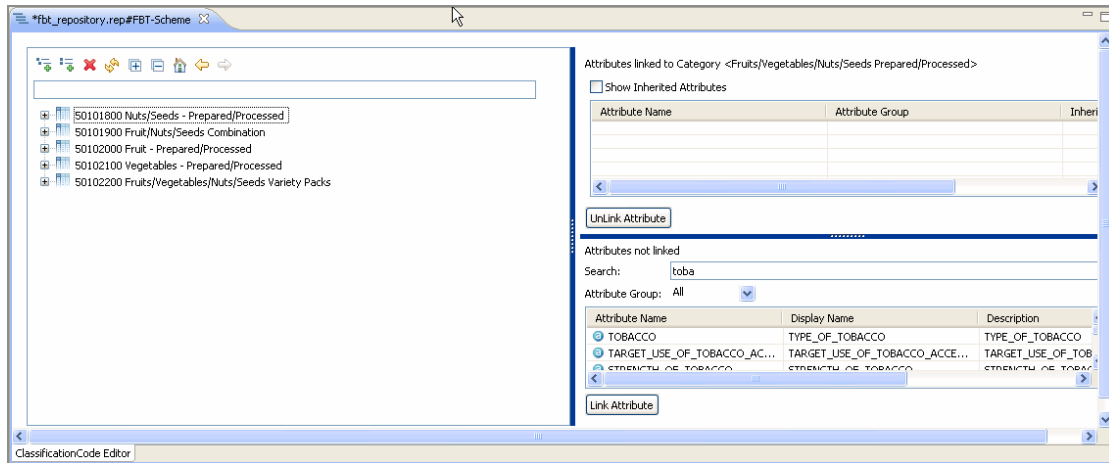 *fbt_repository.rep#FBT-Scheme
50101800 Nuts/Seeds - Prepared/Processed
50101900 Fruit/Nuts/Seeds Combination
50102000 Fruit - Prepared/Processed
50102100 Vegetables - Prepared/Processed
50102200 Fruits/Vegetables/Nuts/Seeds Variety Packs
Attributes linked to Category <Fruits/Vegetables/Nuts/Seeds Prepared/Processed>
Show Inherited Attributes
Attribute Name Attribute Group Inheri
UnLink Attribute
Attributes not linked
Search: toba
Attribute Group: All
Attribute Name Display Name Description
TOBACCO TYPE_OF_TOBACCO TYPE_OF_TOBACCO
TARGET_USE_OF_TOBACCO_AC... TARGET_USE_OF_TOBACCO_ACCE... TARGET_USE_OF_TOB
STRENGTH_OF_TOBACCO STRENGTH_OF_TOBACCO STRENGTH_OF_TOBAC
Link Attribute
ClassificationCode Editor